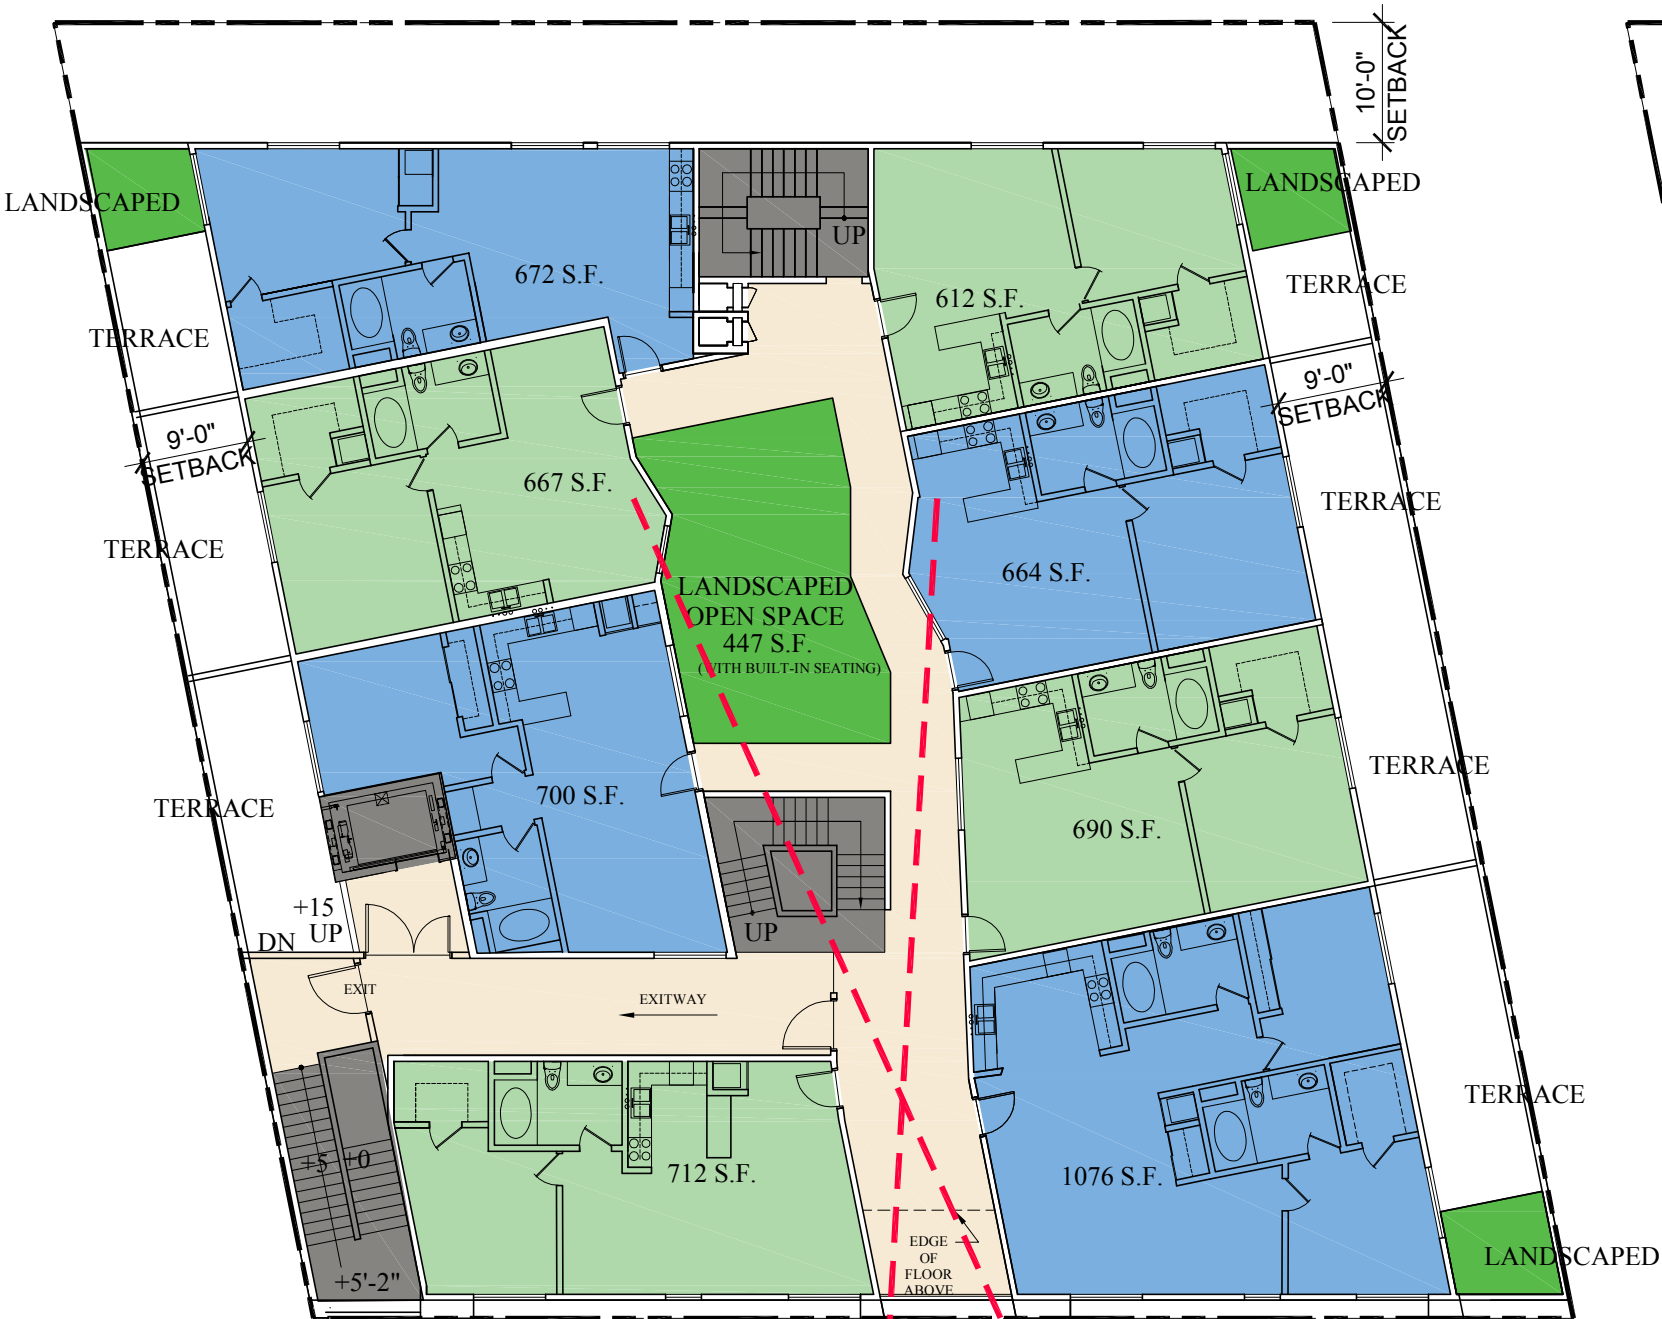 10'-0"
SETBACK
LANDSCAPED
LANDSCAPED
UP
672 S.F.
612 S.F.
TERRACE
TERRACE
9'-0"
SETBACK
9'-0"
SETBACK
667 S.F.
TERRACE
TERRACE
664 S.F.
LANDSCAPED
OPEN SPACE
447 S.F.
(WITH BUILT-IN SEATING)
TERRACE
700 S.F.
TERRACE
690 S.F.
+15
UP
DN
UP
EXIT
EXITWAY
TERRACE
+5
+0
712 S.F.
1076 S.F.
EDGE
OF
FLOOR
ABOVE
LANDSCAPED
+5'-2"